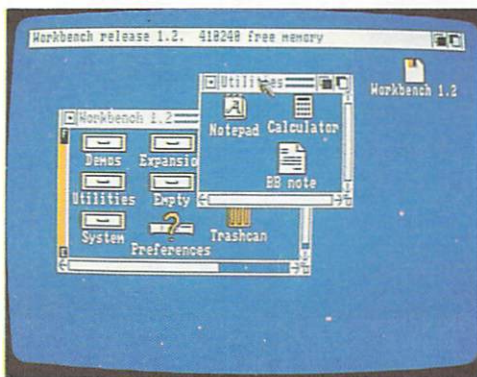 Workbench release 1.2. 410240 free memory
Workbench 1.2
Utilities
Notepad Calculator
BB note
Workbench 1.2
Demos Expansio
Utilities Empty
System Preferences Trashcan